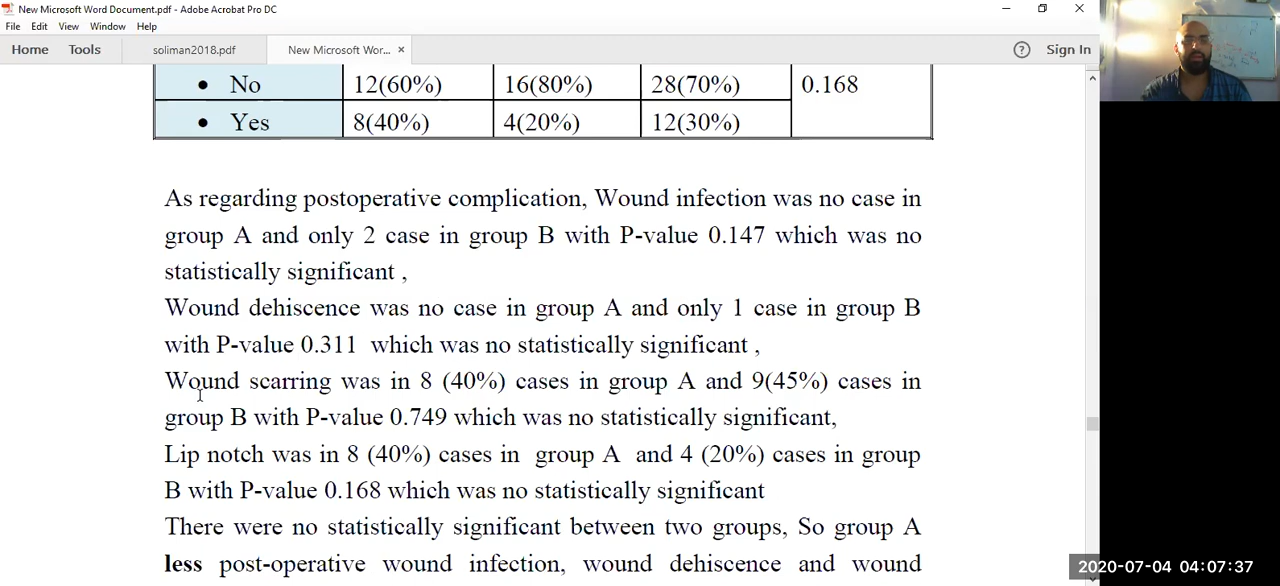 New Microsoft Word Document.pdf - Adobe Acrobat Pro DC
File Edit View Window Help
Home Tools soliman2018.pdf New Microsoft Wor... × ? Sign In
• No 12(60%) 16(80%) 28(70%) 0.168
• Yes 8(40%) 4(20%) 12(30%)
As regarding postoperative complication, Wound infection was no case in
group A and only 2 case in group B with P-value 0.147 which was no
statistically significant ,
Wound dehiscence was no case in group A and only 1 case in group B
with P-value 0.311 which was no statistically significant ,
Wound scarring was in 8 (40%) cases in group A and 9(45%) cases in
group B with P-value 0.749 which was no statistically significant,
Lip notch was in 8 (40%) cases in group A and 4 (20%) cases in group
B with P-value 0.168 which was no statistically significant
There were no statistically significant between two groups, So group A
less post-operative wound infection, wound dehiscence and wound
2020-07-04 04:07:37